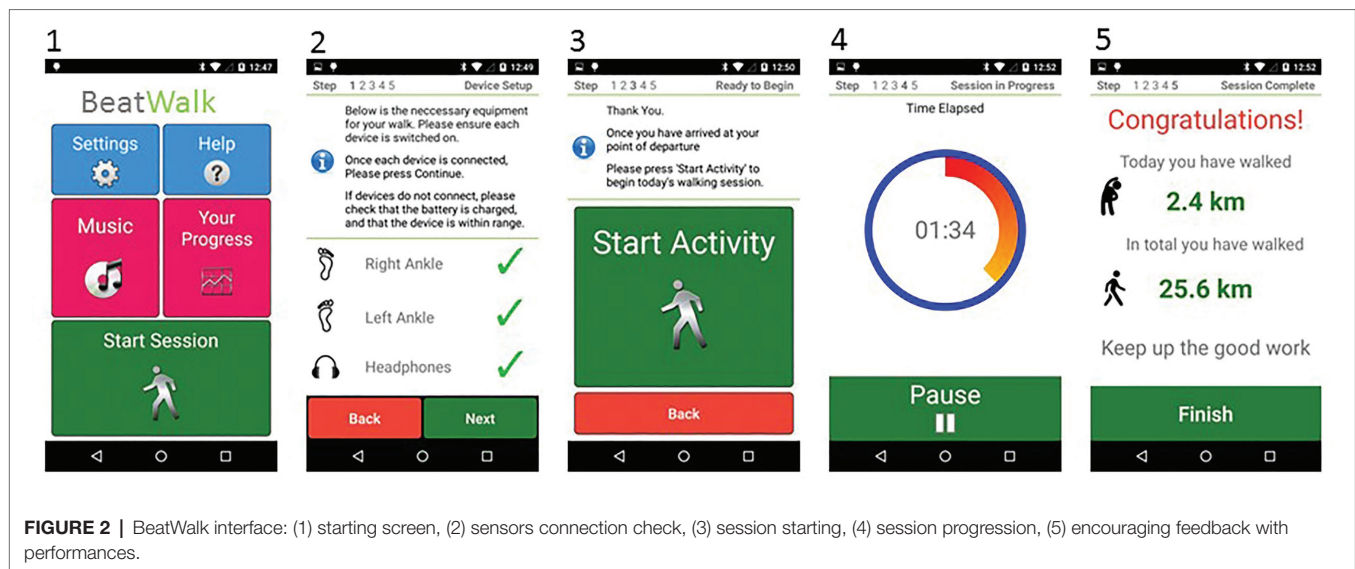 1
12:47
BeatWalk
Settings
Help
?
Music
Your
Progress
Start Session
2
12:49
Step 1 2 3 4 5 Device Setup
Below is the neccessary equipment
for your walk. Please ensure each
device is switched on.
i
Once each device is connected,
Please press Continue.
If devices do not connect, please
check that the battery is charged,
and that the device is within range.
Right Ankle
Left Ankle
Headphones
Back
Next
3
12:50
Step 1 2 3 4 5 Ready to Begin
Thank You.
i
Once you have arrived at your
point of departure
Please press 'Start Activity' to
begin today's walking session.
Start Activity
Back
4
12:52
Step 1 2 3 4 5 Session in Progress
Time Elapsed
01:34
Pause
5
12:52
Step 1 2 3 4 5 Session Complete
Congratulations!
Today you have walked
2.4 km
In total you have walked
25.6 km
Keep up the good work
Finish
FIGURE 2 | BeatWalk interface: (1) starting screen, (2) sensors connection check, (3) session starting, (4) session progression, (5) encouraging feedback with
performances.